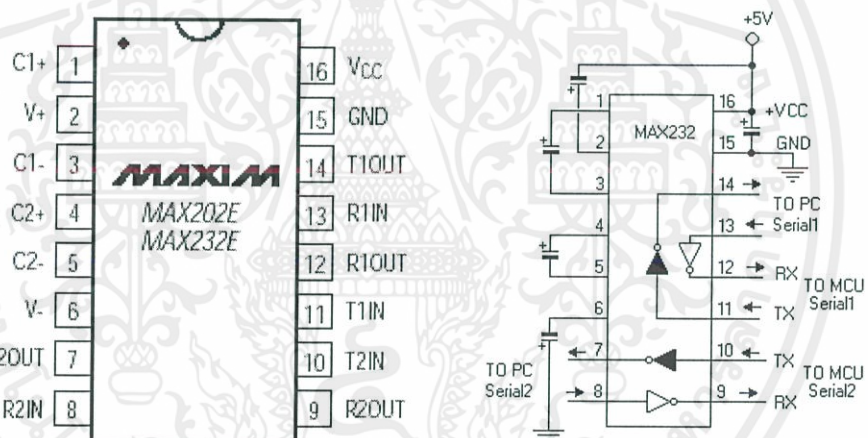 C1+ 1 16 VCC
V+ 2 15 GND
C1- 3 14 T1OUT
MAXIM
C2+ 4 MAX202E 13 R1IN
MAX232E
C2- 5 12 R1OUT
V- 6 11 T1IN
2OUT 7 10 T2IN
R2IN 8 9 R2OUT
+5V
1 16 +VCC
MAX232
2 15 GND
3 14
TO PC
Serial1
4 13
5 12 RX
TO MCU
Serial1
6 11 TX
TO PC
Serial2
7 10 TX
TO MCU
Serial2
8 9 RX